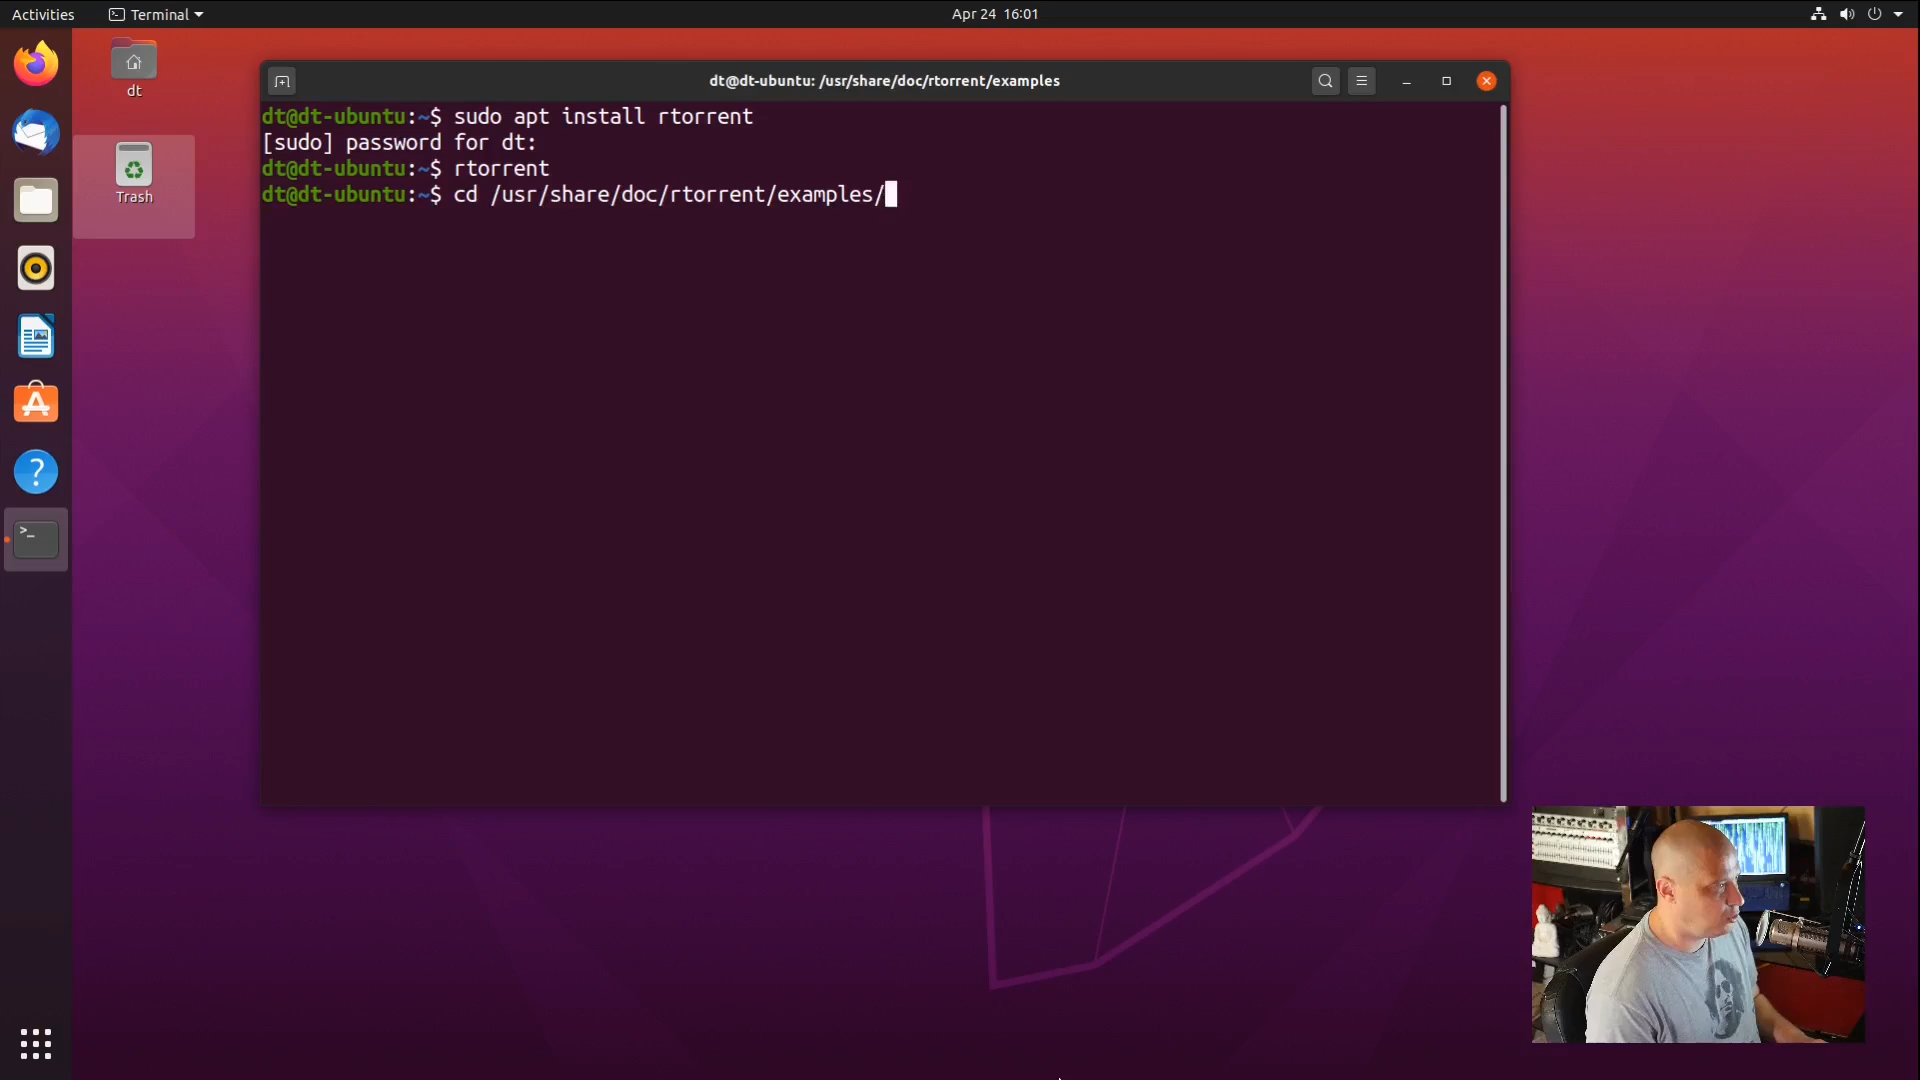 Activities
Terminal
Apr 24 16:01
dt
Trash
dt@dt-ubuntu: /usr/share/doc/rtorrent/examples
dt@dt-ubuntu:~$ sudo apt install rtorrent
[sudo] password for dt:
dt@dt-ubuntu:~$ rtorrent
dt@dt-ubuntu:~$ cd /usr/share/doc/rtorrent/examples/